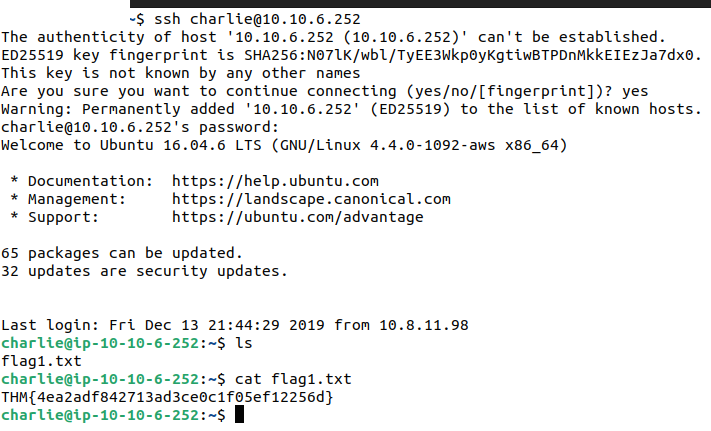 ~$ ssh charlie@10.10.6.252
The authenticity of host '10.10.6.252 (10.10.6.252)' can't be established.
ED25519 key fingerprint is SHA256:N07lK/wbl/TyEE3Wkp0yKgtiwBTPDnMkkEIEzJa7dx0.
This key is not known by any other names
Are you sure you want to continue connecting (yes/no/[fingerprint])? yes
Warning: Permanently added '10.10.6.252' (ED25519) to the list of known hosts.
charlie@10.10.6.252's password:
Welcome to Ubuntu 16.04.6 LTS (GNU/Linux 4.4.0-1092-aws x86_64)
* Documentation:  https://help.ubuntu.com
* Management:     https://landscape.canonical.com
* Support:        https://ubuntu.com/advantage
65 packages can be updated.
32 updates are security updates.
Last login: Fri Dec 13 21:44:29 2019 from 10.8.11.98
charlie@ip-10-10-6-252:~$ ls
flag1.txt
charlie@ip-10-10-6-252:~$ cat flag1.txt
THM{4ea2adf842713ad3ce0c1f05ef12256d}
charlie@ip-10-10-6-252:~$